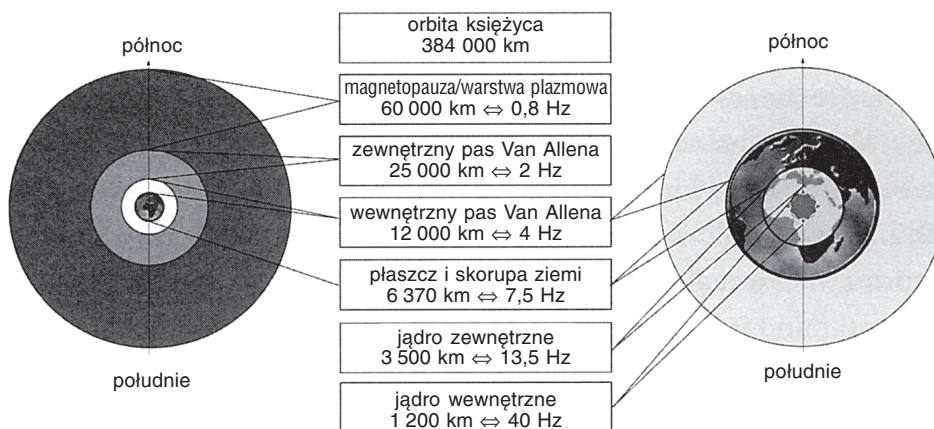 północ
południe
orbita księżyca
384 000 km
magnetopauza/warstwa plazmowa
60 000 km ⇔ 0,8 Hz
zewnętrzny pas Van Allena
25 000 km ⇔ 2 Hz
wewnętrzny pas Van Allena
12 000 km ⇔ 4 Hz
płaszcz i skorupa ziemi
6 370 km ⇔ 7,5 Hz
jądro zewnętrzne
3 500 km ⇔ 13,5 Hz
jądro wewnętrzne
1 200 km ⇔ 40 Hz
północ
południe